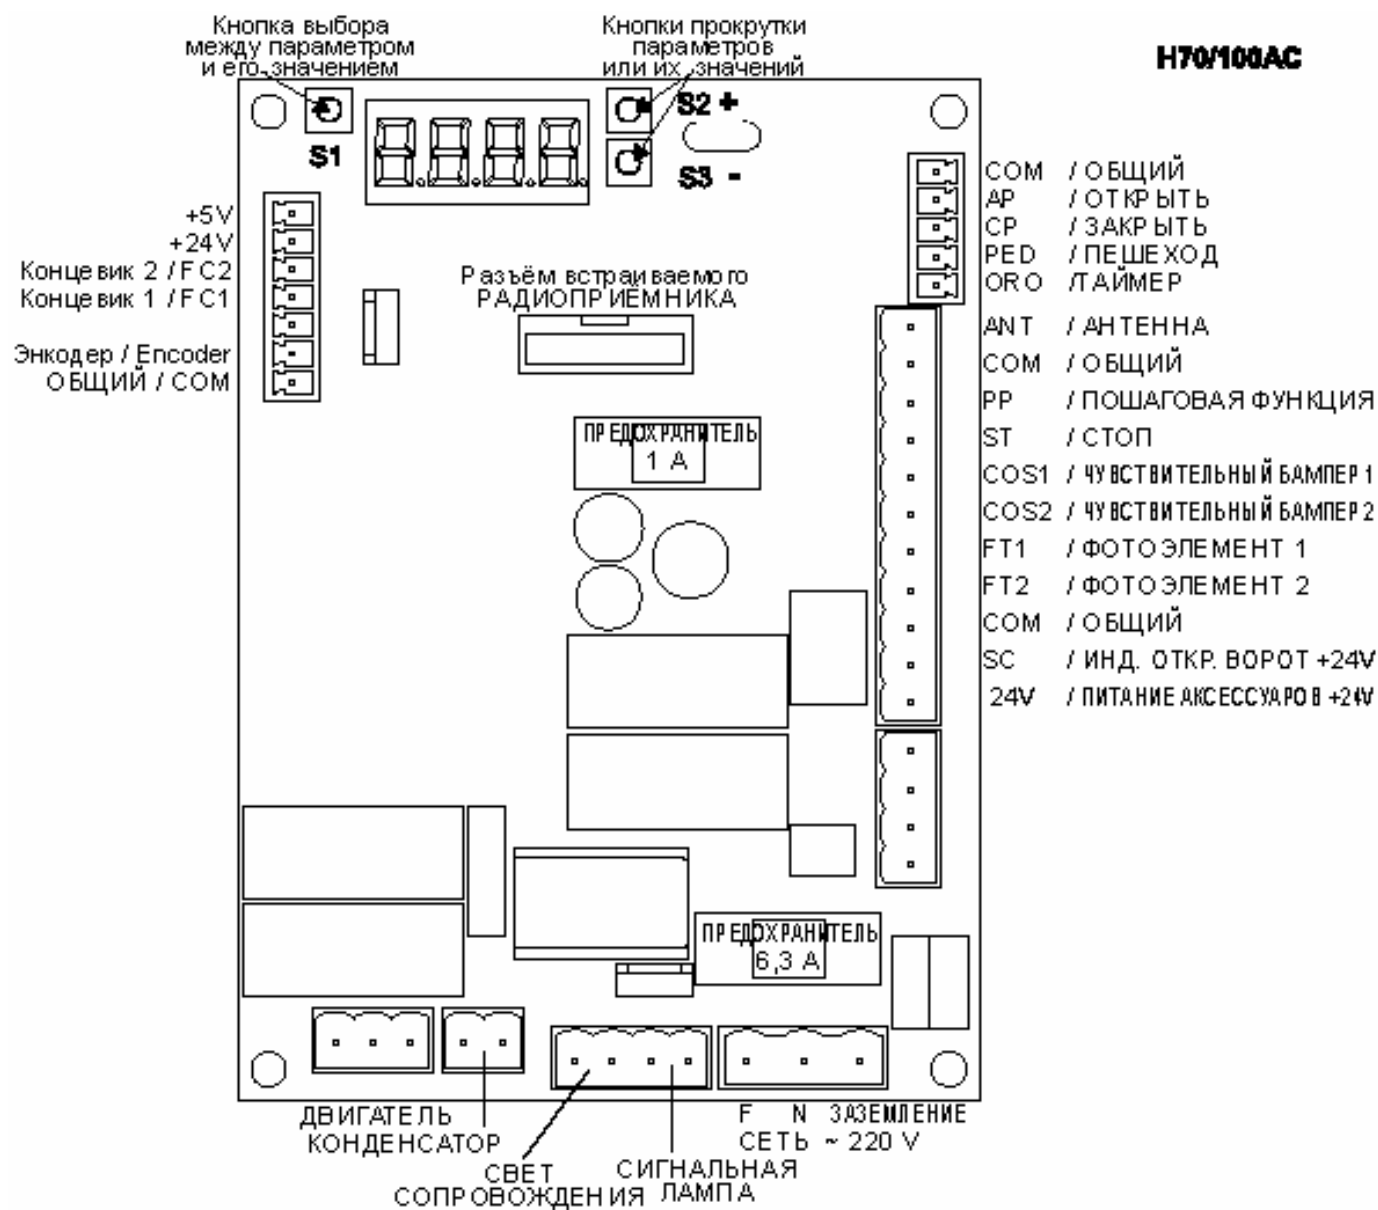 Кнопка выбора
между параметром
и его значением
Кнопки прокрутки
параметров
или их значений
H70/100AC
S1
S2 +
S3 -
+5V
+24V
Концевик 2 / FC2
Концевик 1 / FC1
Энкодер / Encoder
ОБЩИЙ / COM
Разъём встраиваемого
РАДИОПРИЁМНИКА
COM / ОБЩИЙ
AP / ОТКРЫТЬ
CP / ЗАКРЫТЬ
PED / ПЕШЕХОД
ORO /ТАЙМЕР
ANT / АНТЕННА
COM / ОБЩИЙ
PP / ПОШАГОВАЯ ФУНКЦИЯ
ST / СТОП
COS1 / ЧУВСТВИТЕЛЬНЫЙ БАМПЕР 1
COS2 / ЧУВСТВИТЕЛЬНЫЙ БАМПЕР 2
FT1 / ФОТОЭЛЕМЕНТ 1
FT2 / ФОТОЭЛЕМЕНТ 2
COM / ОБЩИЙ
SC / ИНД. ОТКР. ВОРОТ +24V
24V / ПИТАНИЕ АКСЕССУАРОВ +24V
ПРЕДОХРАНИТЕЛЬ
1 A
ПРЕДОХРАНИТЕЛЬ
6,3 A
ДВИГАТЕЛЬ
КОНДЕНСАТОР
СВЕТ
СОПРОВОЖДЕНИЯ
СИГНАЛЬНАЯ
ЛАМПА
F N ЗАЗЕМЛЕНИЕ
СЕТЬ ~ 220 V